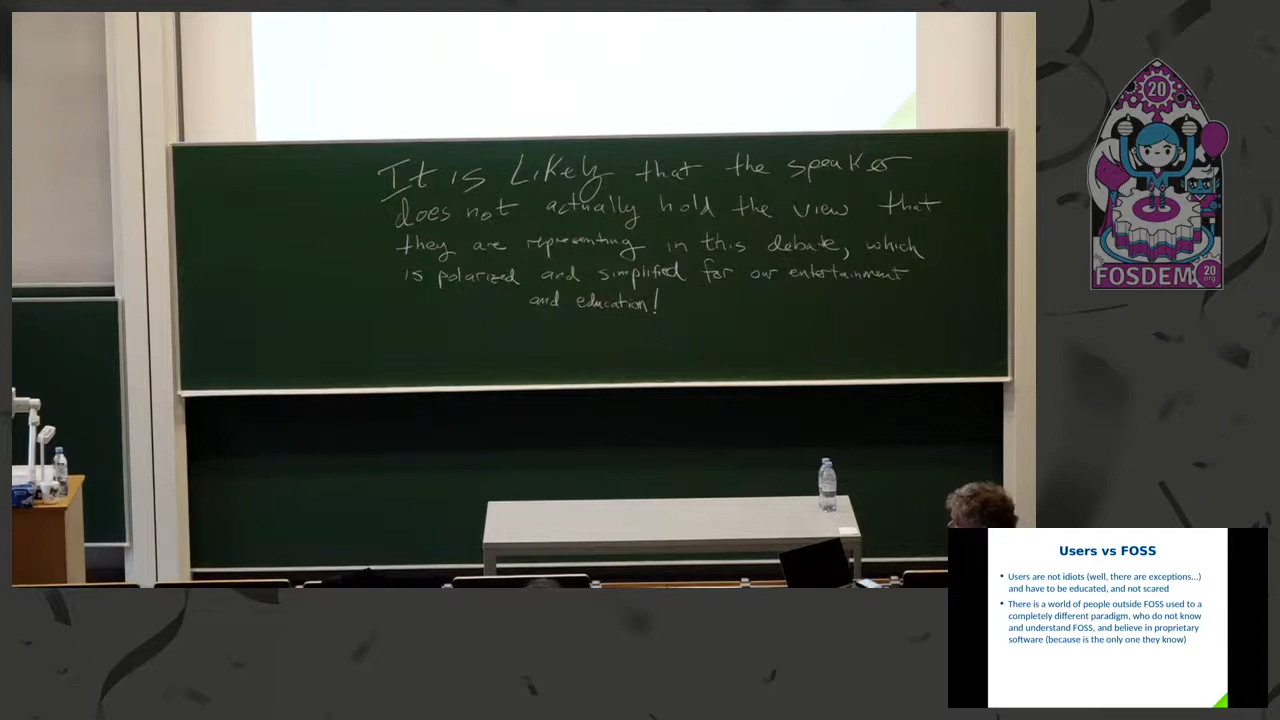 It is Likely that the speaker
does not actually hold the view that
they are representing in this debate, which
is polarized and simplified for our entertainment
and education!
20
FOSDEM 20
.org
Users vs FOSS
• Users are not idiots (well, there are exceptions...)
and have to be educated, and not scared
• There is a world of people outside FOSS used to a
completely different paradigm, who do not know
and understand FOSS, and believe in proprietary
software (because is the only one they know)